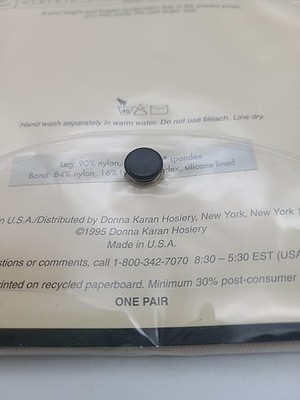 Hand wash separately in warm water. Do not use bleach. Line dry.
Leg: 90% nylon, spandex
Band: 84% nylon, 16% silicone lined
in U.S.A./Distributed by Donna Karan Hosiery, New York, New York 1
©1995 Donna Karan Hosiery
Made in U.S.A.
stions or comments, call 1-800-342-7070 8:30 – 5:30 EST (USA
rinted on recycled paperboard. Minimum 30% post-consumer
ONE PAIR